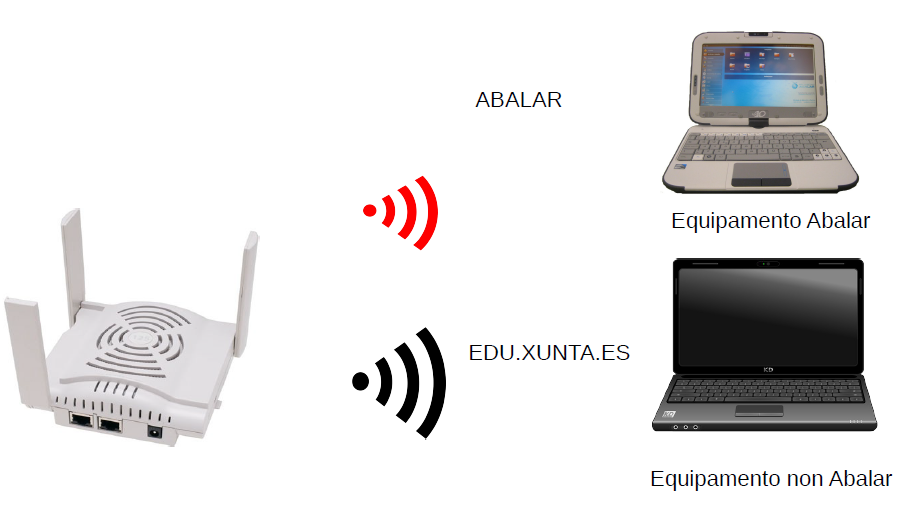 ABALAR
Equipamento Abalar
EDU.XUNTA.ES
Equipamento non Abalar